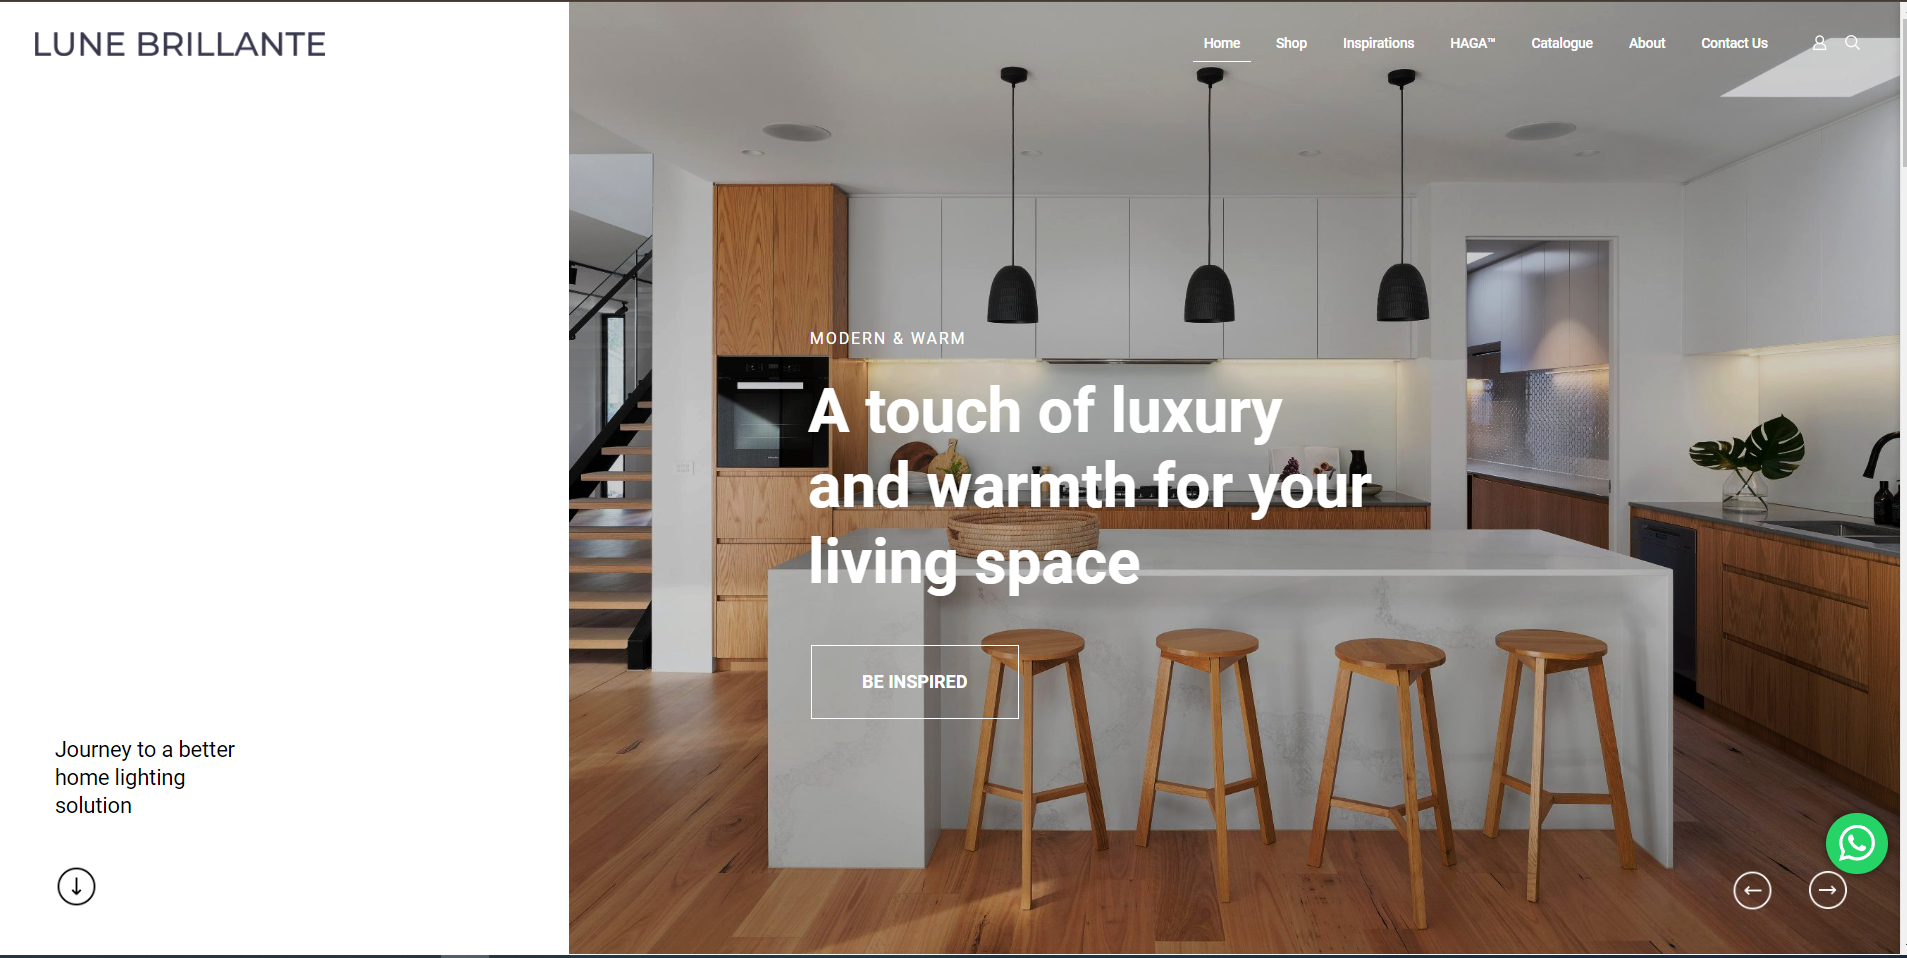 LUNE BRILLANTE
Home Shop Inspirations HAGA™ Catalogue About Contact Us
MODERN & WARM
A touch of luxury
and warmth for your
living space
BE INSPIRED
Journey to a better
home lighting
solution